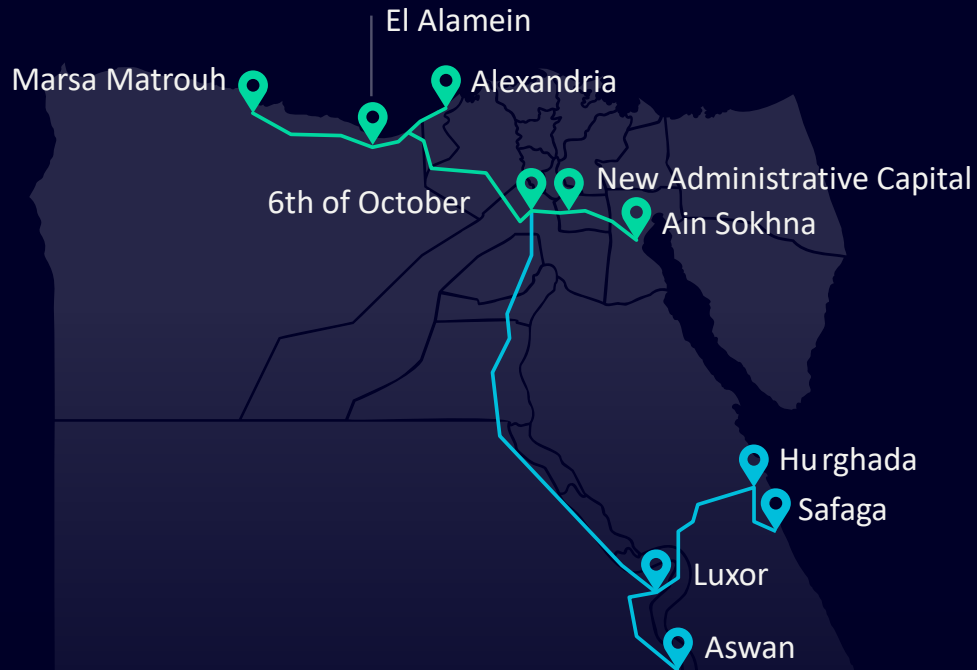 El Alamein
Marsa Matrouh
Alexandria
6th of October
New Administrative Capital
Ain Sokhna
Hurghada
Safaga
Luxor
Aswan